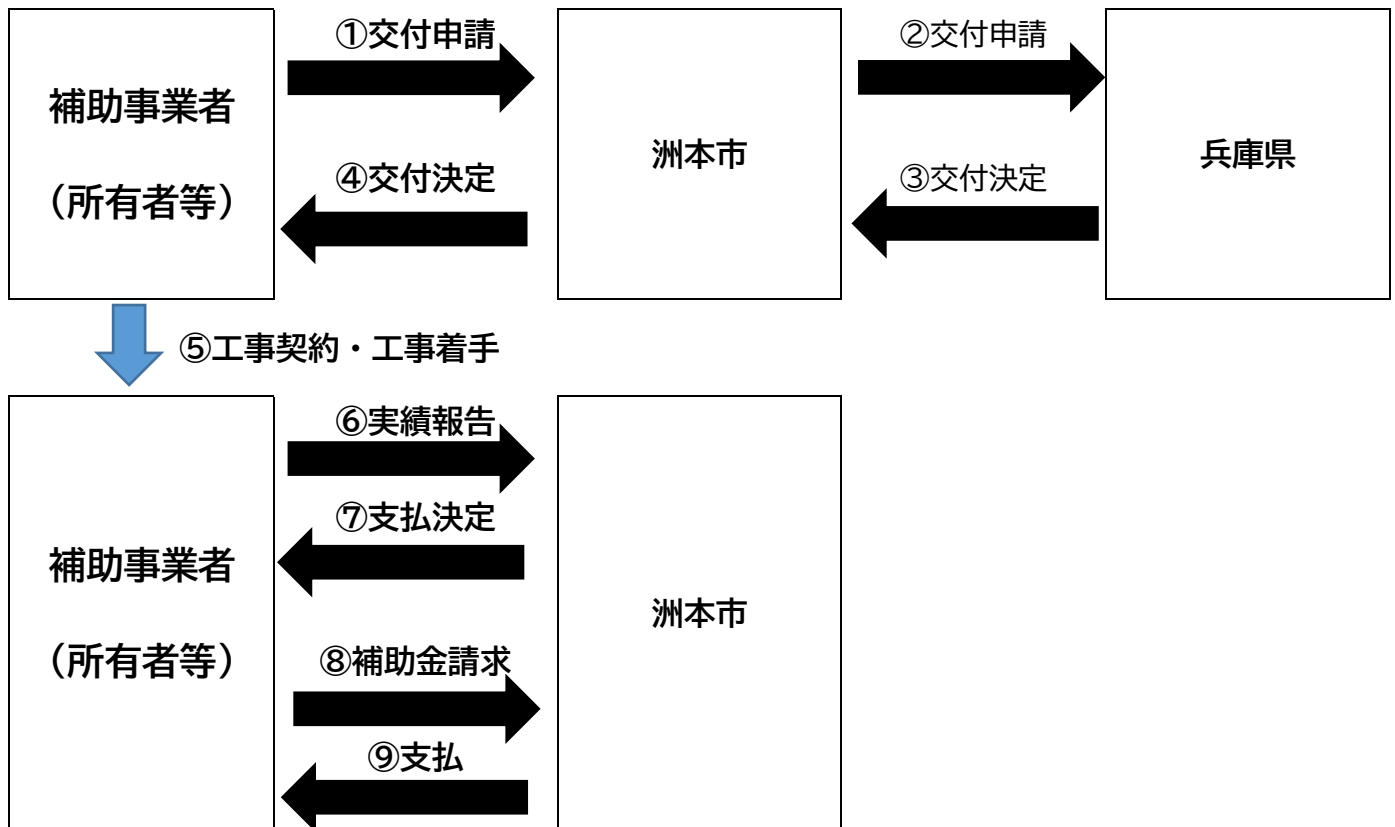 補助事業者
（所有者等）
①交付申請
④交付決定
洲本市
②交付申請
③交付決定
兵庫県
⑤工事契約・工事着手
補助事業者
（所有者等）
⑥実績報告
⑦支払決定
⑧補助金請求
⑨支払
洲本市